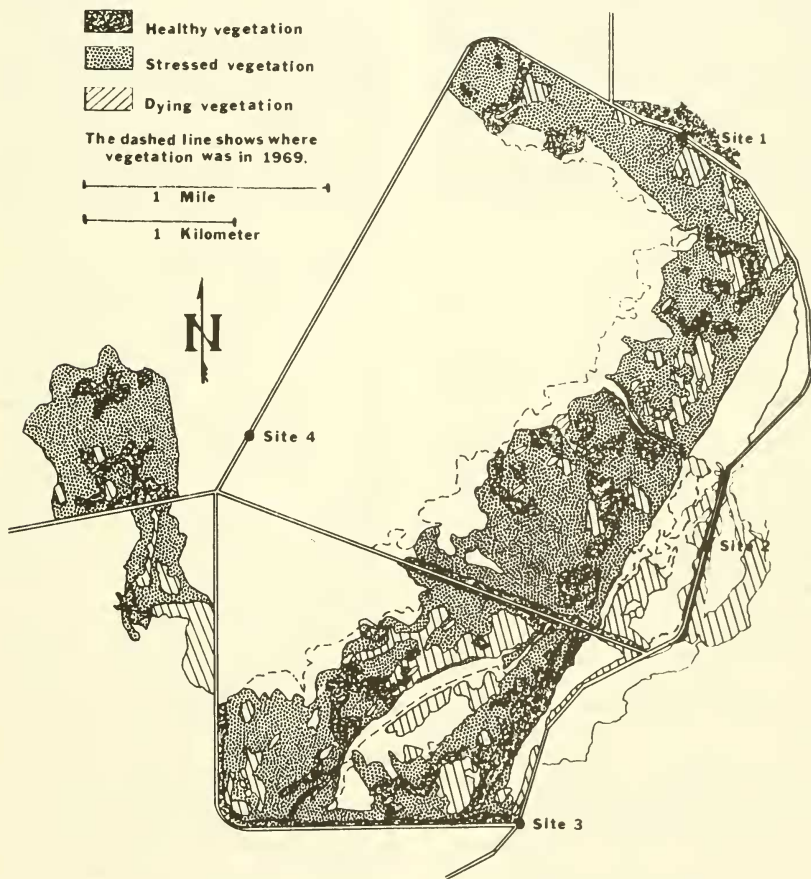 Healthy vegetation
Stressed vegetation
Dying vegetation
The dashed line shows where
vegetation was in 1969.
1 Mile
1 Kilometer
N
Site 1
Site 4
Site 2
Site 3